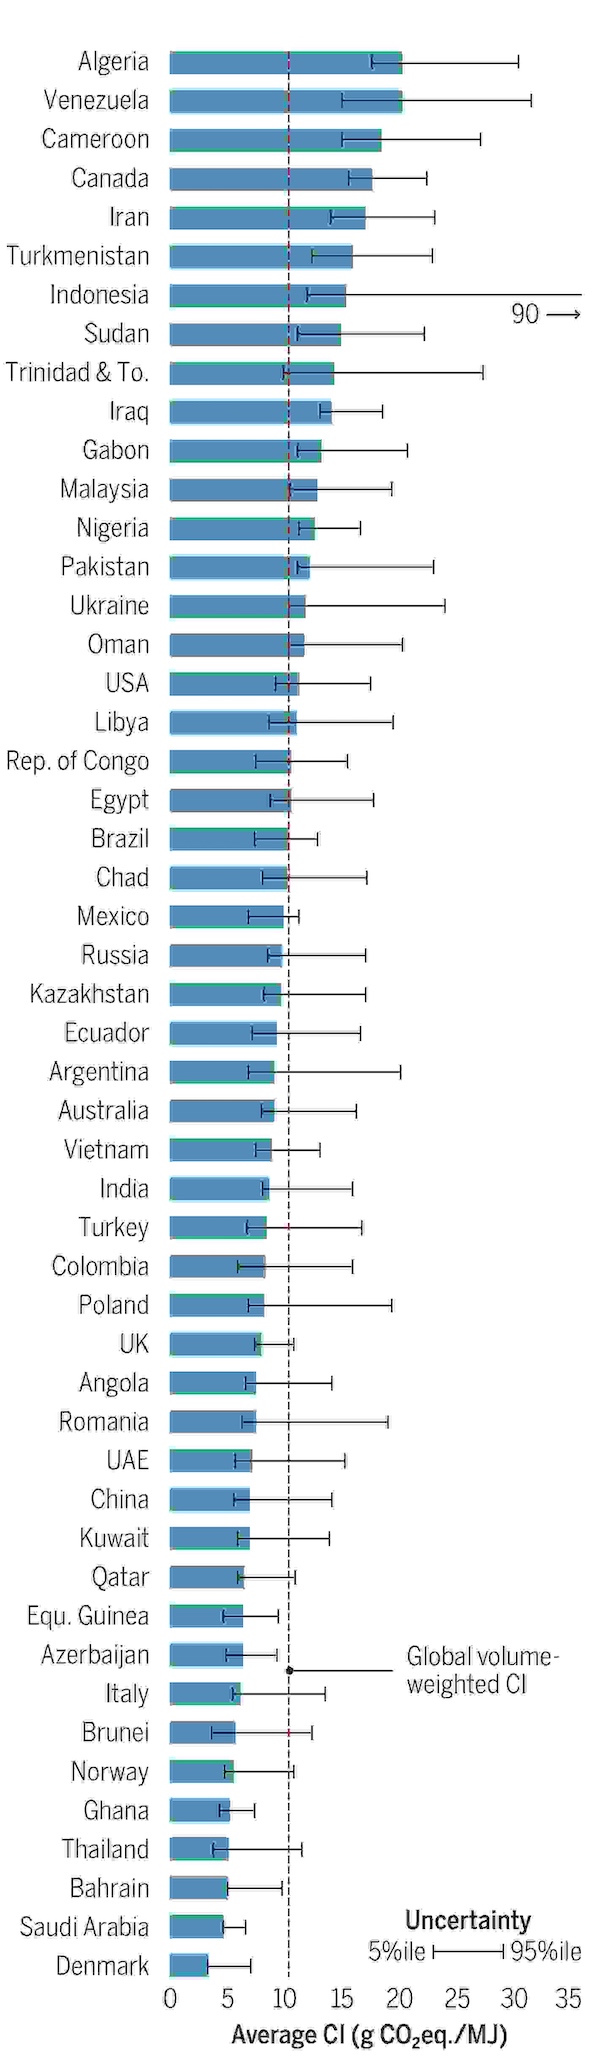 Algeria
Venezuela
Cameroon
Canada
Iran
Turkmenistan
Indonesia
90
Sudan
Trinidad & To.
Iraq
Gabon
Malaysia
Nigeria
Pakistan
Ukraine
Oman
USA
Libya
Rep. of Congo
Egypt
Brazil
Chad
Mexico
Russia
Kazakhstan
Ecuador
Argentina
Australia
Vietnam
India
Turkey
Colombia
Poland
UK
Angola
Romania
UAE
China
Kuwait
Qatar
Equ. Guinea
Azerbaijan
Global volume-
weighted CI
Italy
Brunei
Norway
Ghana
Thailand
Bahrain
Saudi Arabia
Uncertainty
5%ile 95%ile
Denmark
0 5 10 15 20 25 30 35
Average CI (g CO₂eq./MJ)